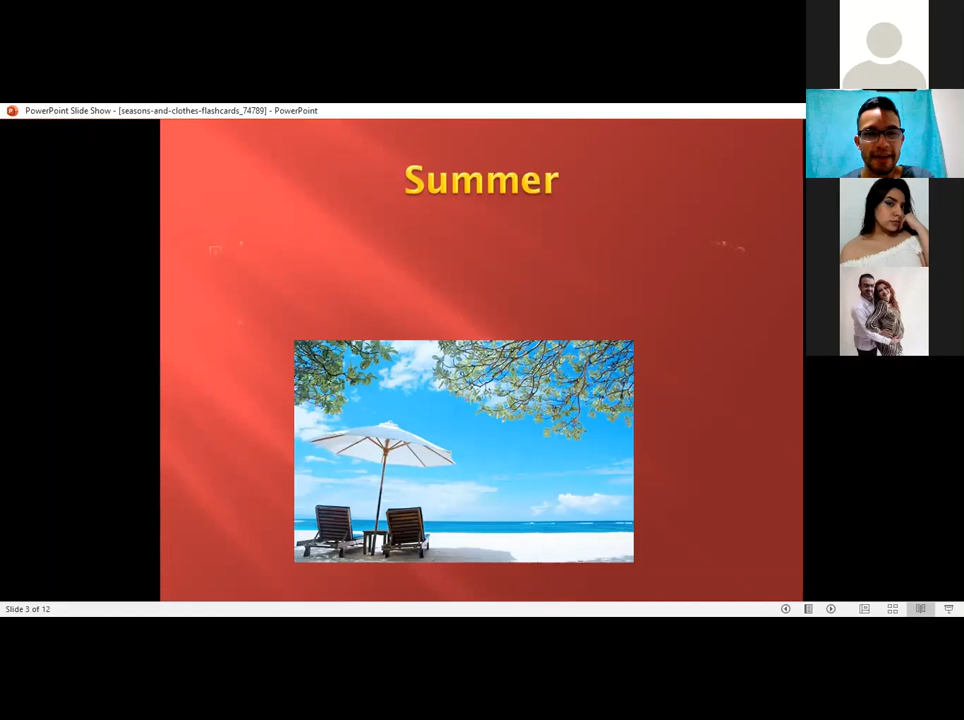 PowerPoint Slide Show - [seasons-and-clothes-flashcards_74789] - PowerPoint
Summer
Slide 3 of 12